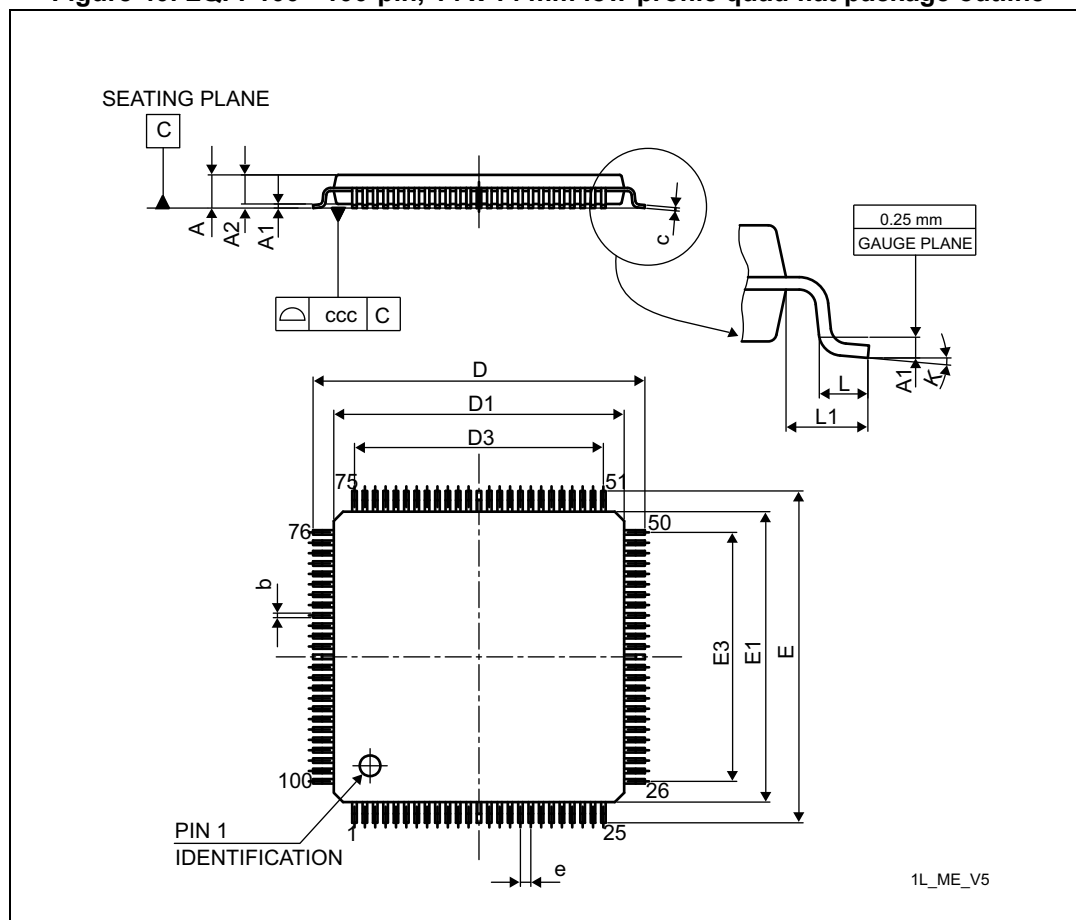 SEATING PLANE
C
A
A2
A1
c
0.25 mm
GAUGE PLANE
ccc C
A1
K
L
L1
D
D1
D3
75
51
76
50
b
E3
E1
E
100
26
PIN 1
IDENTIFICATION
1
25
e
1L_ME_V5